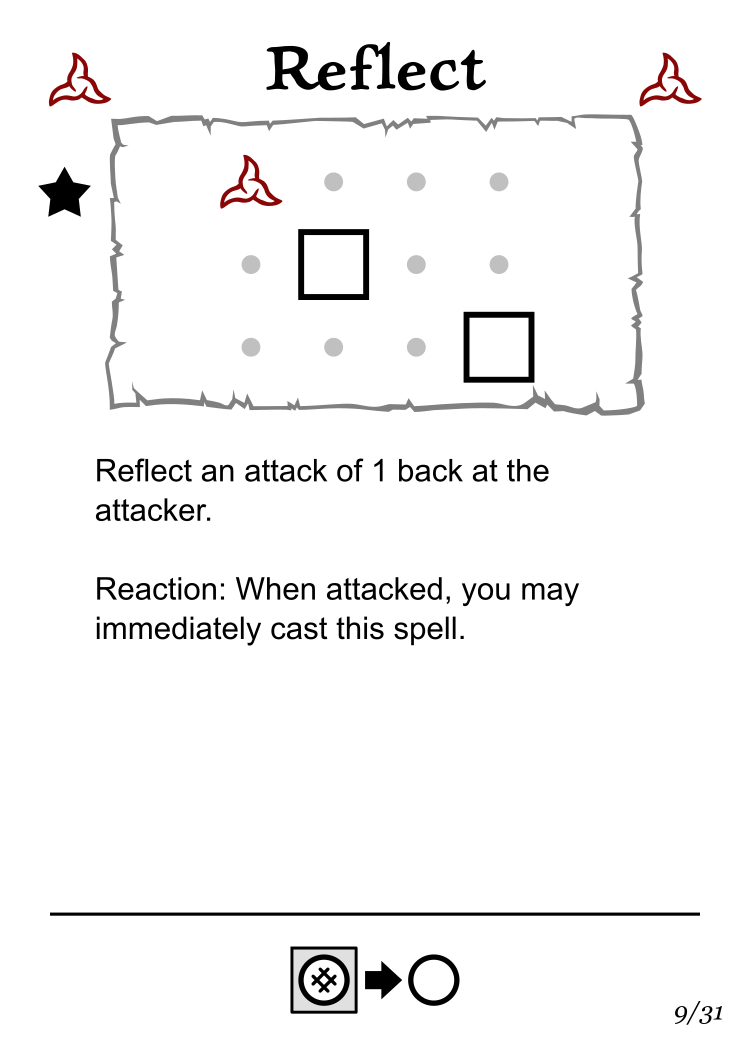 Reflect
Reflect an attack of 1 back at the
attacker.
Reaction: When attacked, you may
immediately cast this spell.
9/31